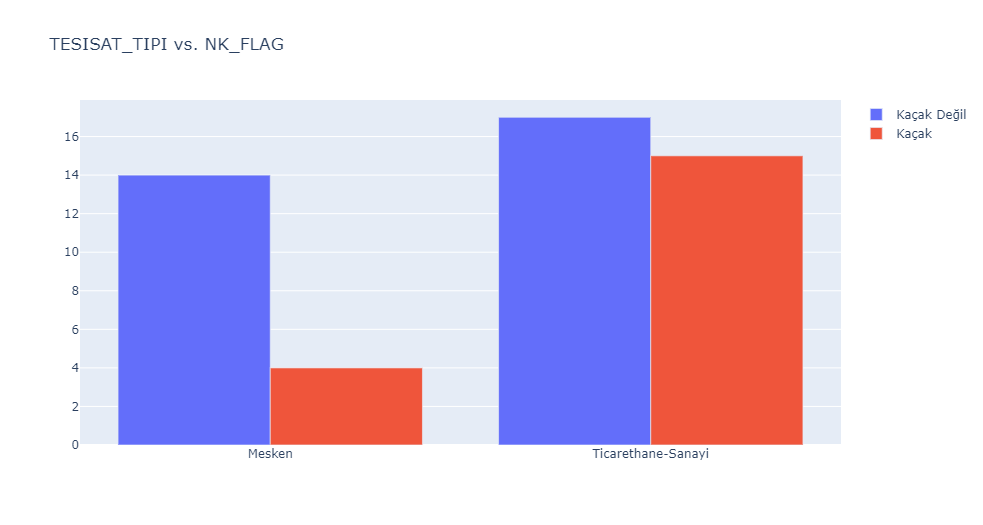 TESISAT_TIPI vs. NK_FLAG
Kaçak Değil
Kaçak
16
14
12
10
8
6
4
2
0
Mesken
Ticarethane-Sanayi